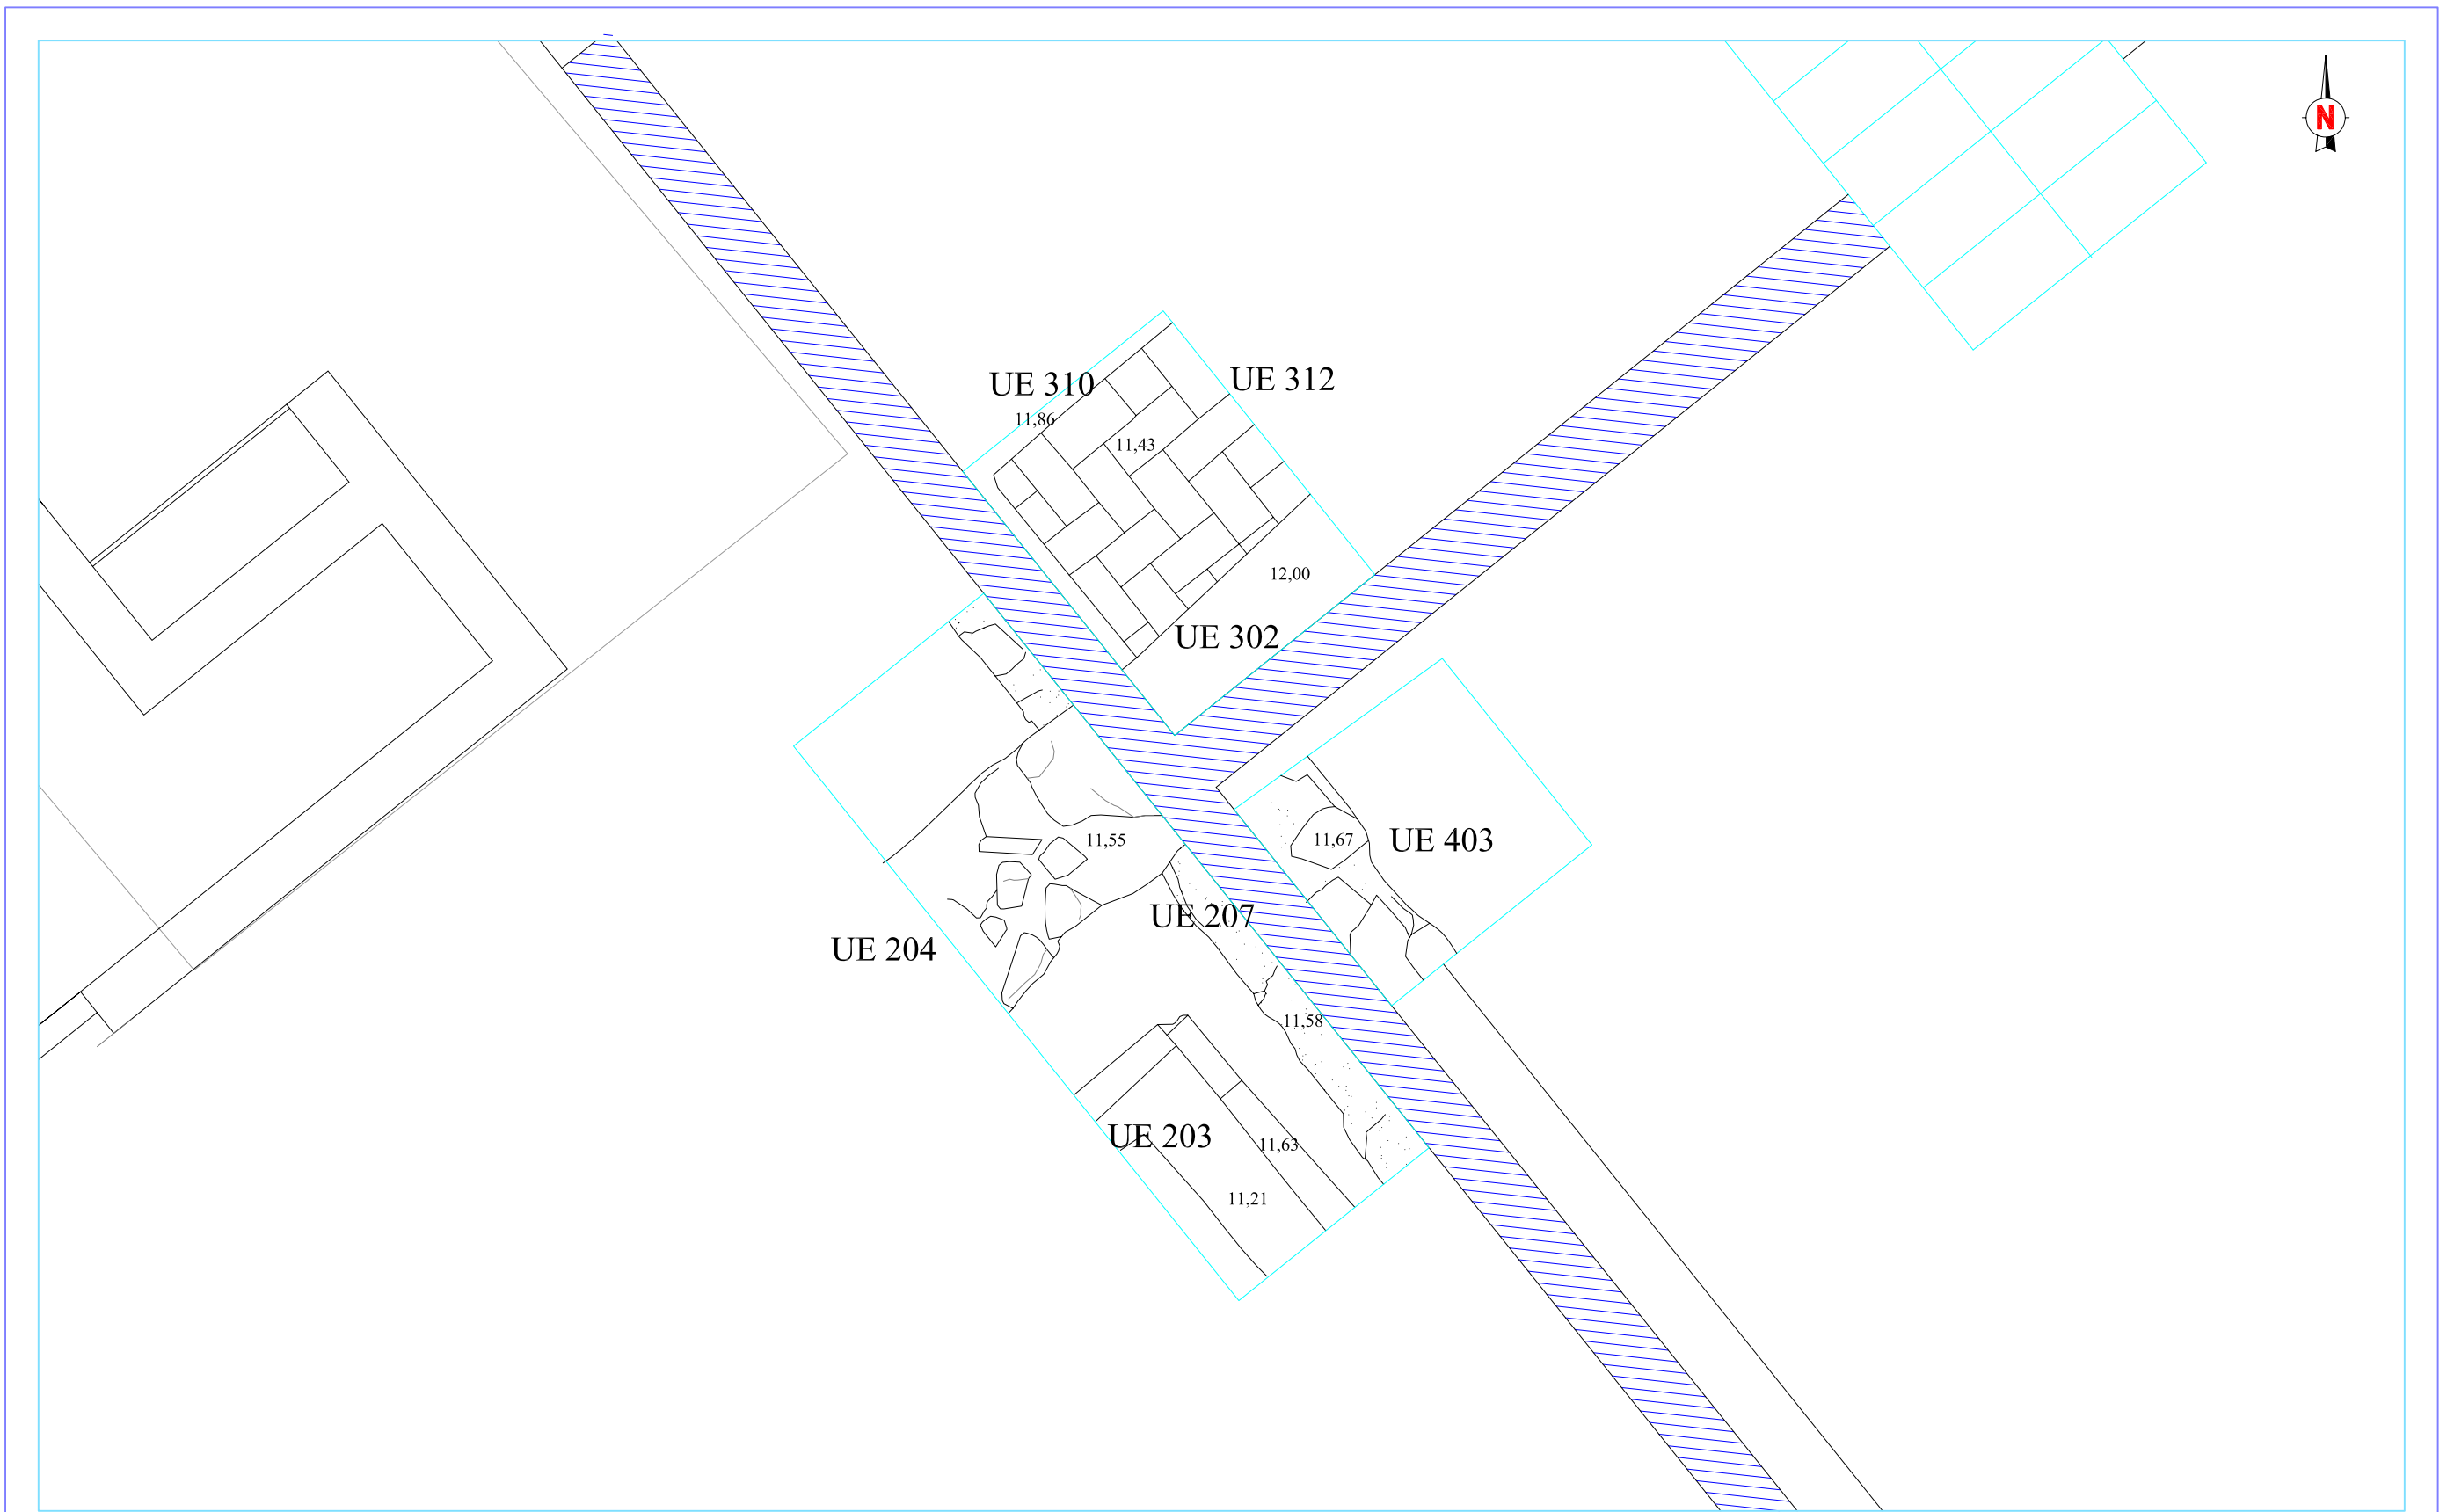 N
UE 310
UE 312
11,86
11,43
12,00
UE 302
11,55
11,67
UE 403
UE 207
UE 204
11,58
UE 203
11,63
11,21